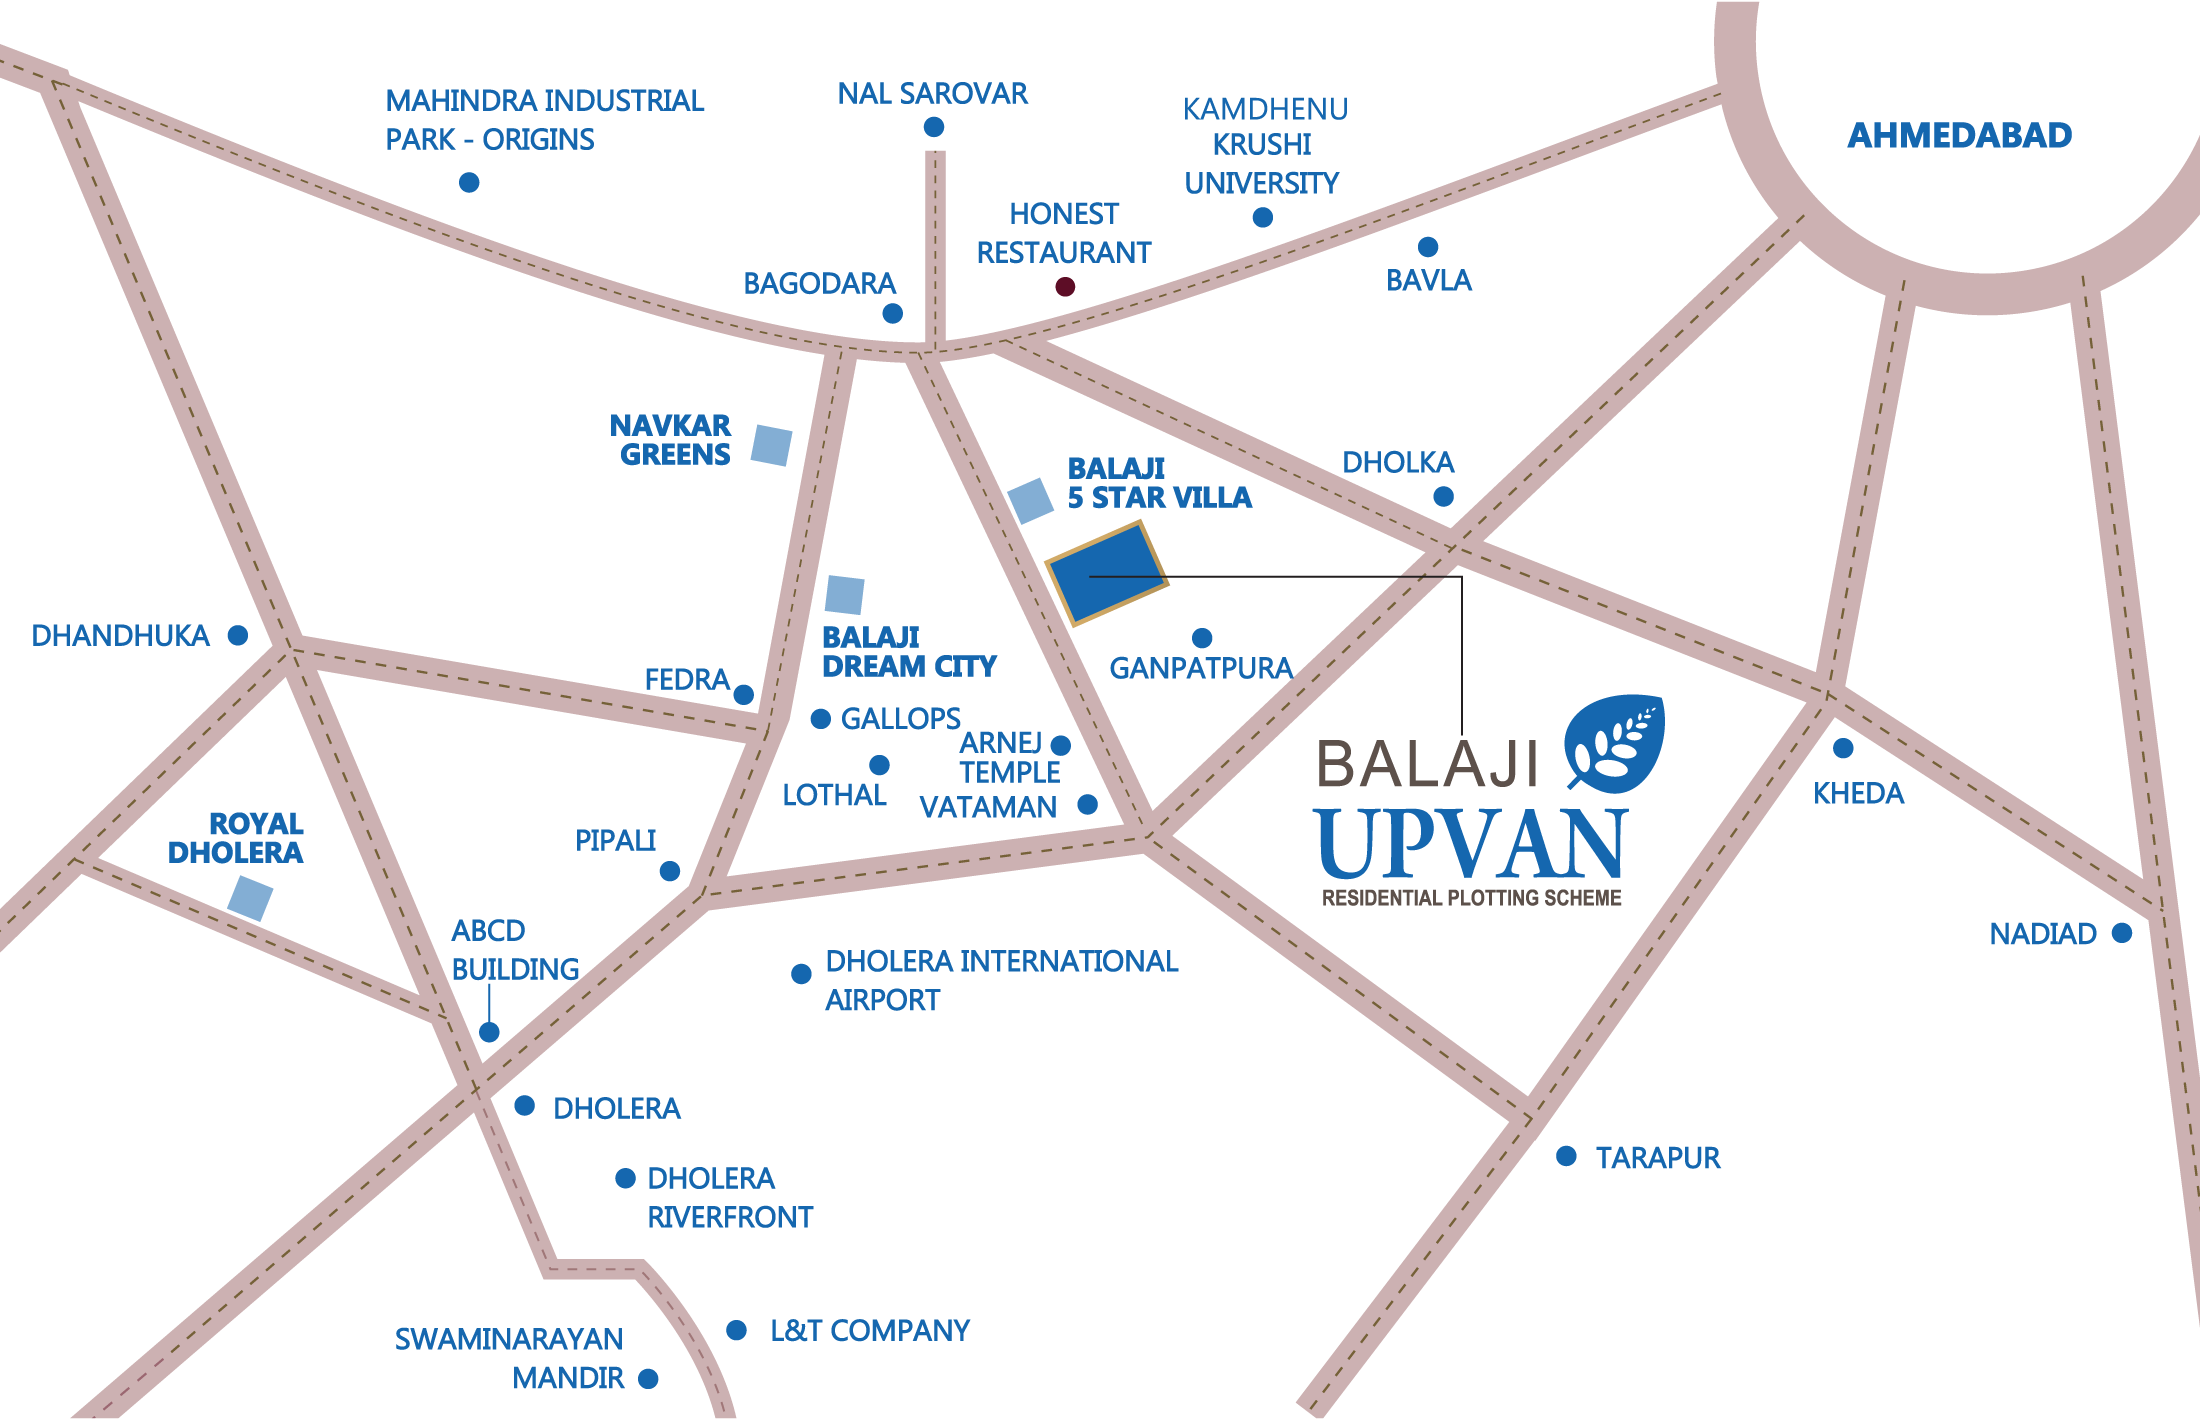 MAHINDRA INDUSTRIAL
PARK - ORIGINS
NAL SAROVAR
KAMDHENU
KRUSHI
UNIVERSITY
AHMEDABAD
HONEST
RESTAURANT
BAGODARA
BAVLA
NAVKAR
GREENS
BALAJI
5 STAR VILLA
DHOLKA
DHANDHUKA
BALAJI
DREAM CITY
FEDRA
GANPATPURA
GALLOPS
ARNEJ
TEMPLE
LOTHAL
VATAMAN
BALAJI
UPVAN
RESIDENTIAL PLOTTING SCHEME
KHEDA
ROYAL
DHOLERA
PIPALI
ABCD
BUILDING
DHOLERA INTERNATIONAL
AIRPORT
NADIAD
DHOLERA
TARAPUR
DHOLERA
RIVERFRONT
L&T COMPANY
SWAMINARAYAN
MANDIR